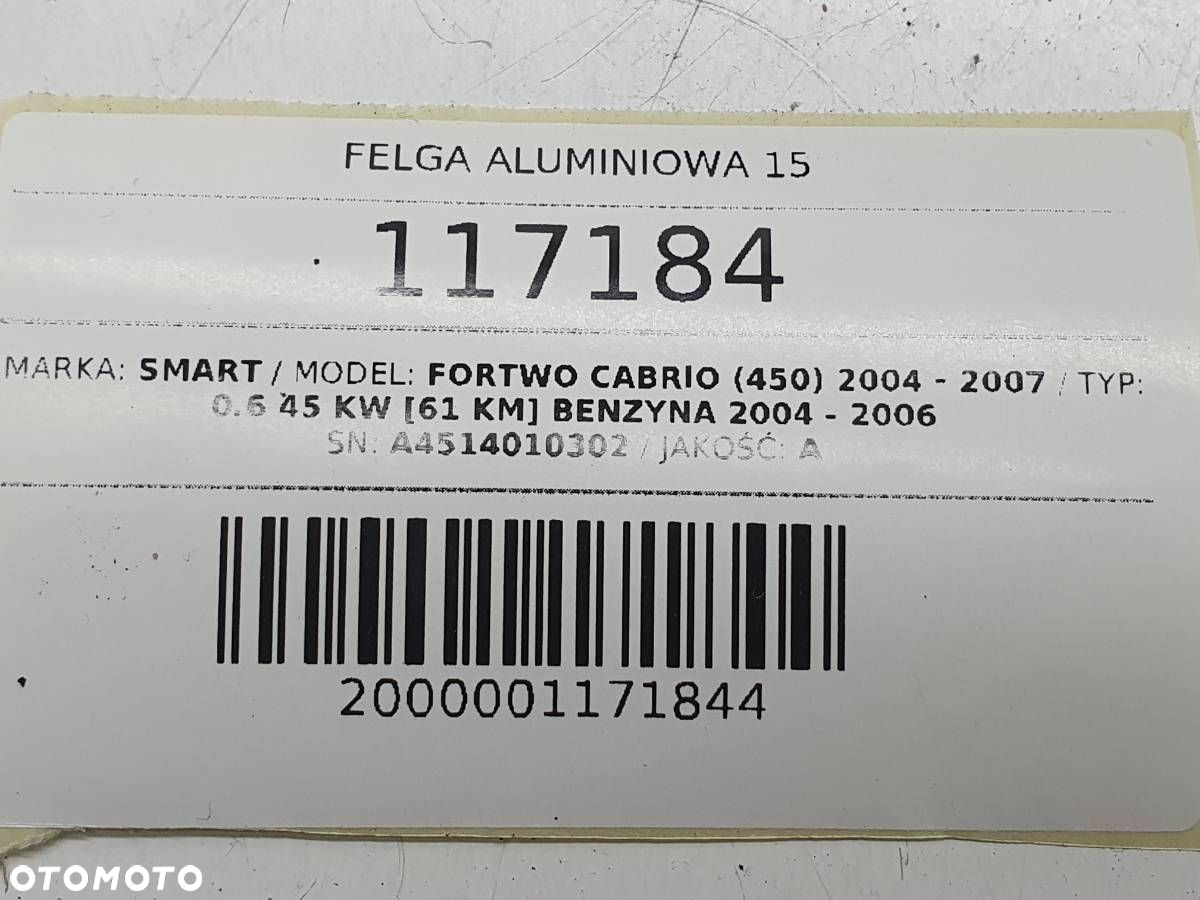 FELGA ALUMINIOWA 15
117184
MARKA: SMART / MODEL: FORTWO CABRIO (450) 2004 - 2007 / TYP:
0.6 45 KW [61 KM] BENZYNA 2004 - 2006
SN: A4514010302 / JAKOŚĆ: A
2000001171844
OTOMOTO